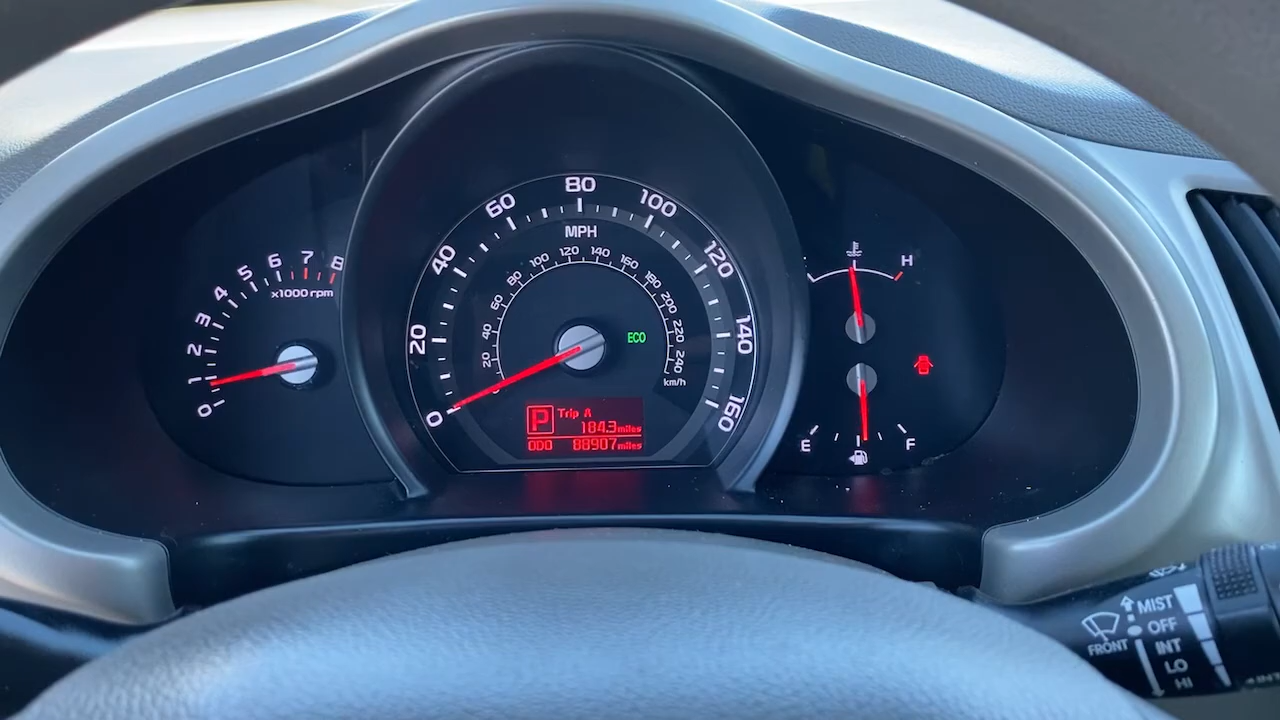 0 1 2 3 4 5 6 7 8
x1000 rpm
0 20 40 60 80 100 120 140 160
MPH
20 40 60 80 100 120 140 160 180 200 220 240
km/h
ECO
P Trip A
184.3 miles
ODO 88907 miles
H
E F
MIST
OFF
FRONT INT
LO
HI